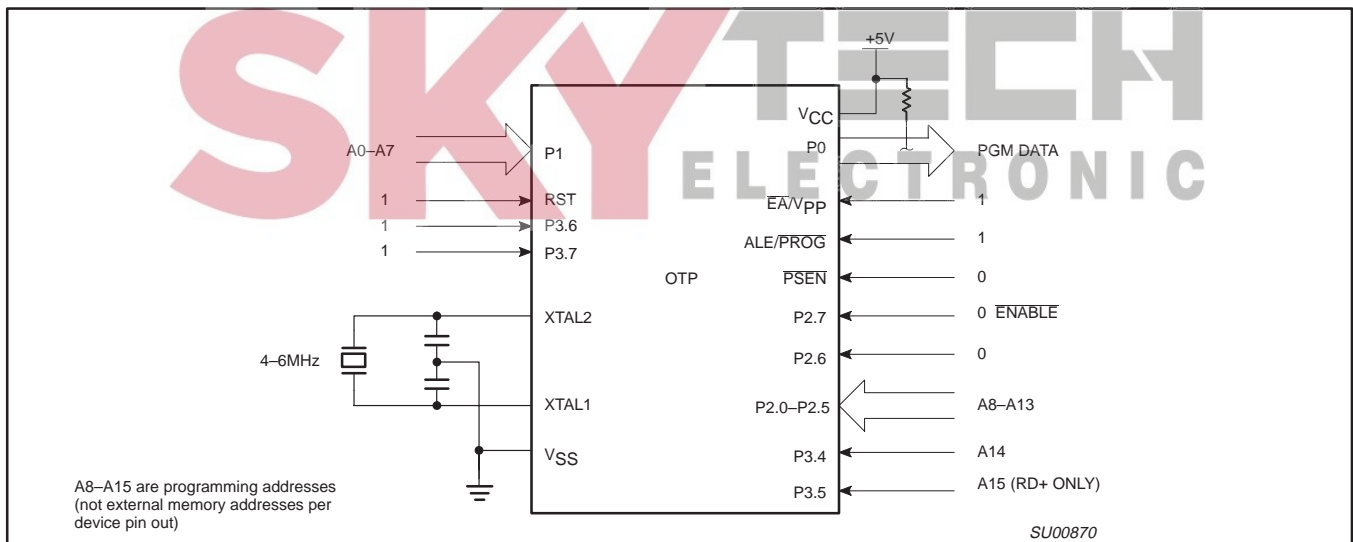 SKYTECH
ELECTRONIC
+5V
VCC
P0
PGM DATA
A0–A7
P1
1
RST
EA/VPP
1
1
P3.6
ALE/PROG
1
1
P3.7
OTP
PSEN
0
XTAL2
P2.7
0 ENABLE
4–6MHz
P2.6
0
XTAL1
P2.0–P2.5
A8–A13
VSS
P3.4
A14
P3.5
A15 (RD+ ONLY)
A8–A15 are programming addresses
(not external memory addresses per
device pin out)
SU00870